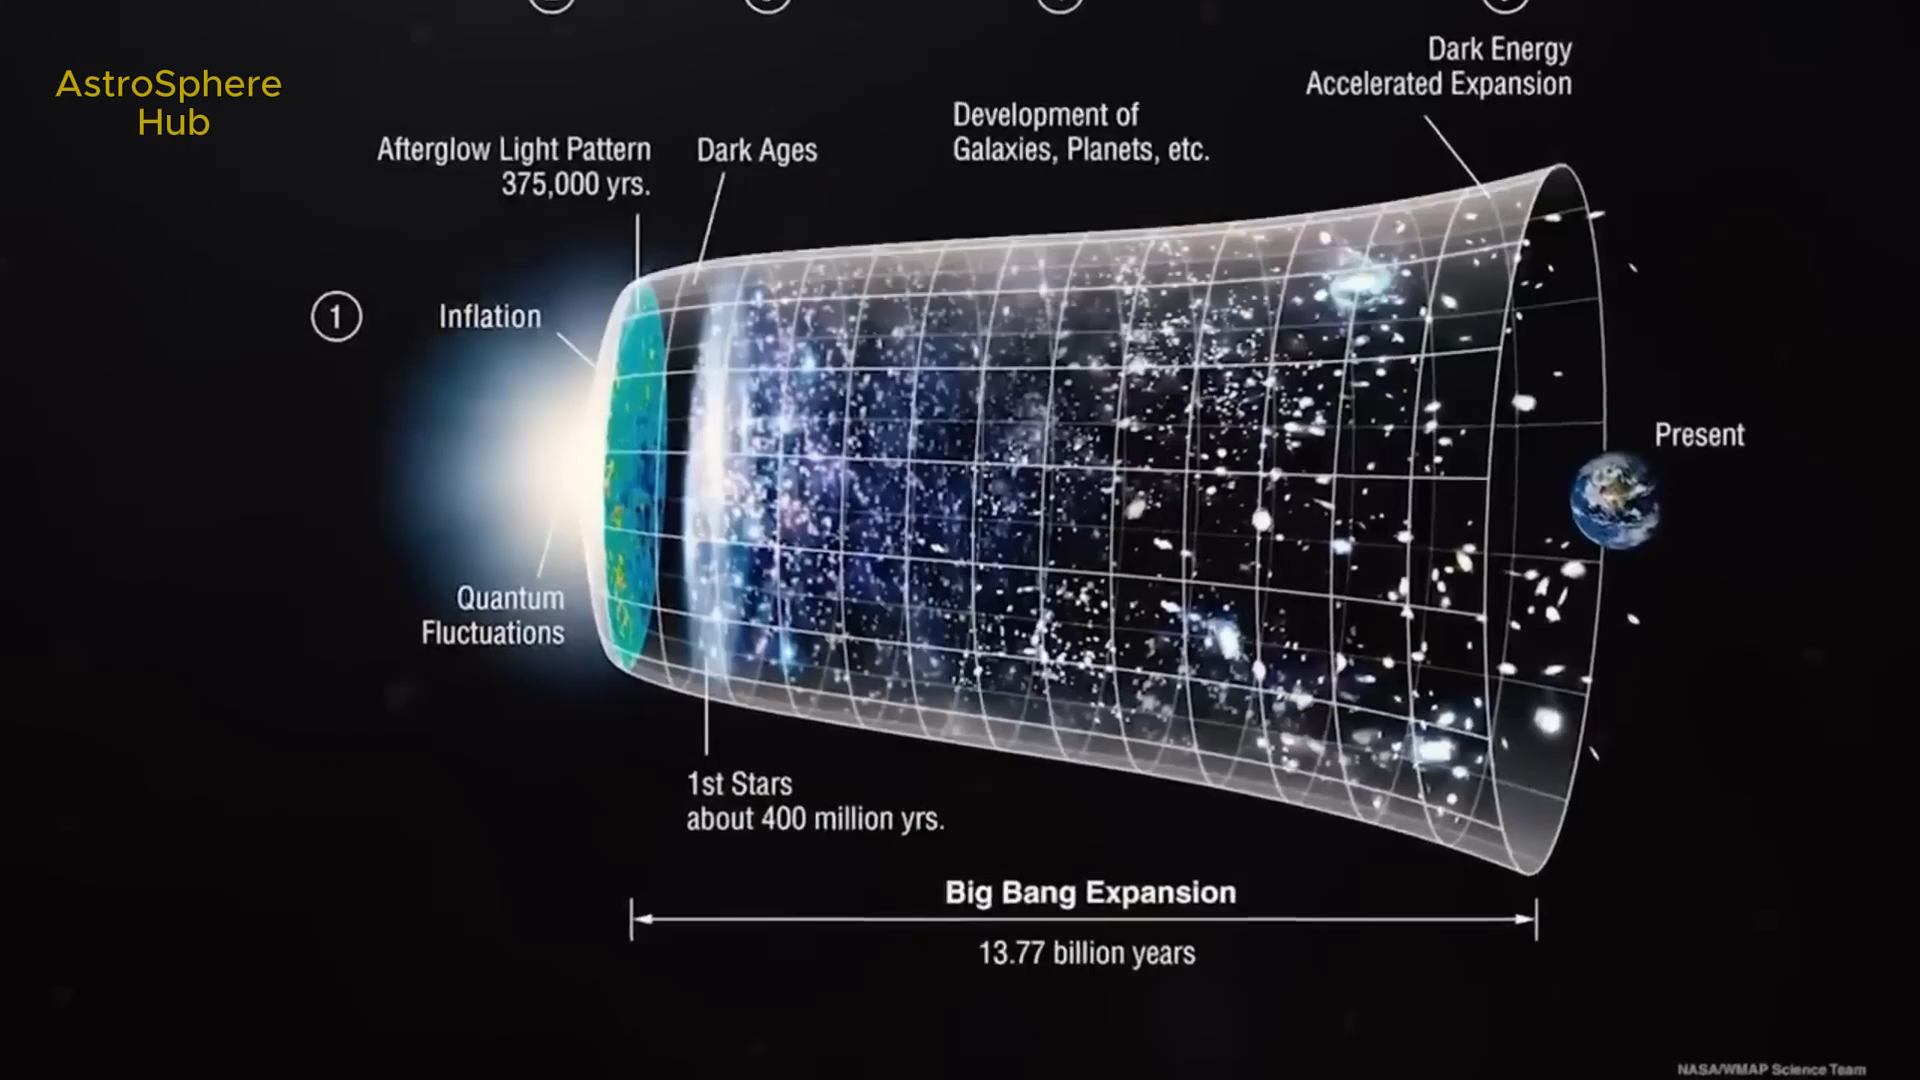 AstroSphere
Hub
Dark Energy
Accelerated Expansion
Development of
Galaxies, Planets, etc.
Afterglow Light Pattern
375,000 yrs.
Dark Ages
1
Inflation
Present
Quantum
Fluctuations
1st Stars
about 400 million yrs.
Big Bang Expansion
13.77 billion years
NASA/WMAP Science Team